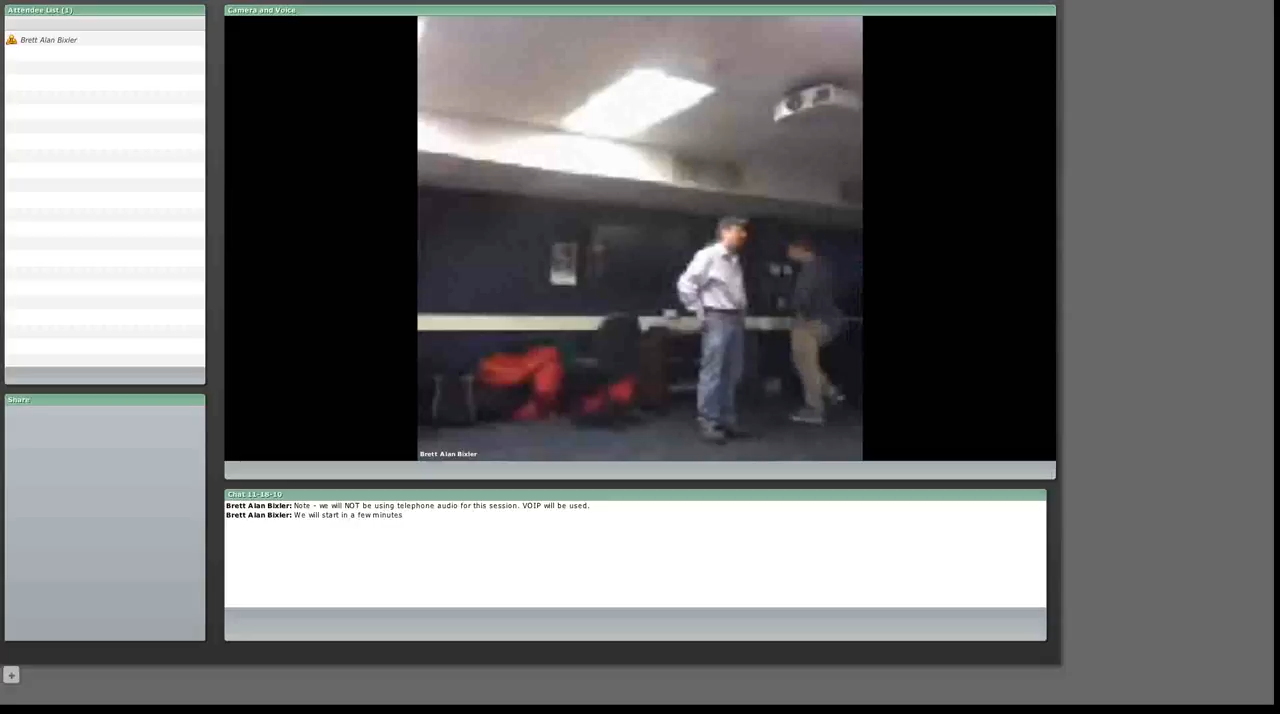 Attendee List (1)
Brett Alan Bixler
Share
Camera and Voice
Brett Alan Bixler
Chat 11-18-10
Brett Alan Bixler: Note - we will NOT be using telephone audio for this session. VOIP will be used.
Brett Alan Bixler: We will start in a few minutes